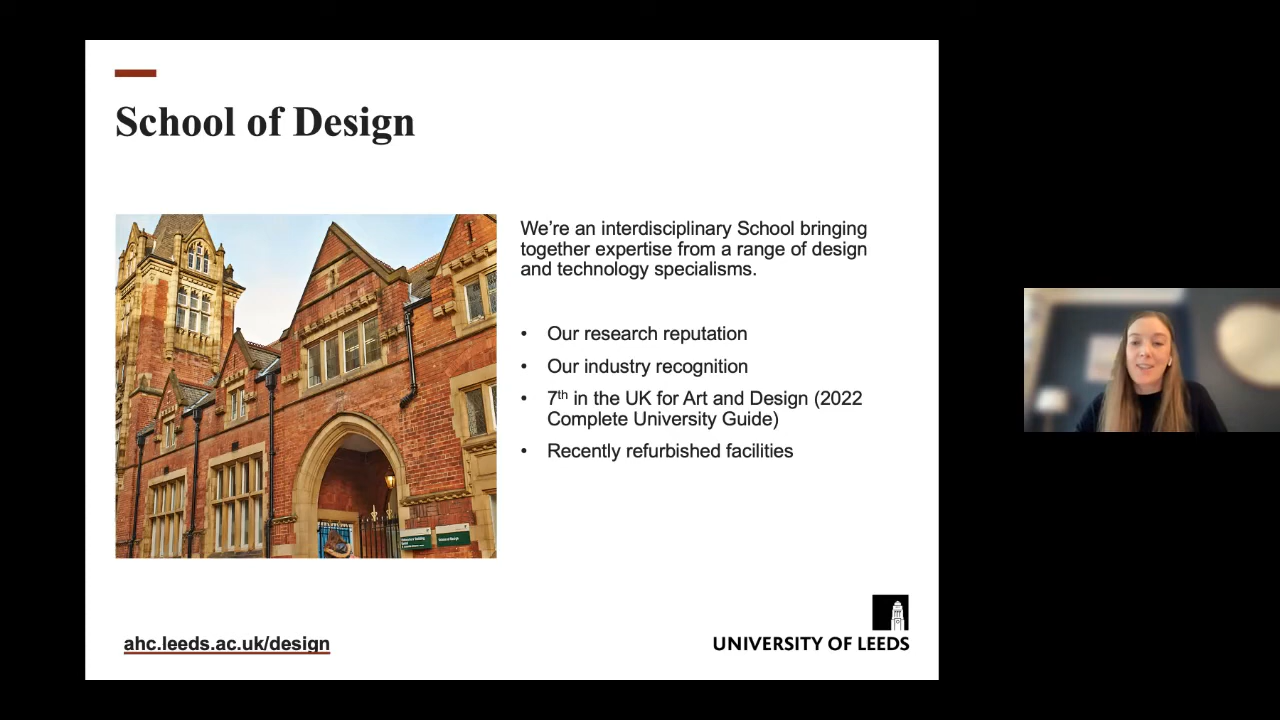 School of Design
We're an interdisciplinary School bringing
together expertise from a range of design
and technology specialisms.
• Our research reputation
• Our industry recognition
• 7th in the UK for Art and Design (2022
Complete University Guide)
• Recently refurbished facilities
ahc.leeds.ac.uk/design
UNIVERSITY OF LEEDS